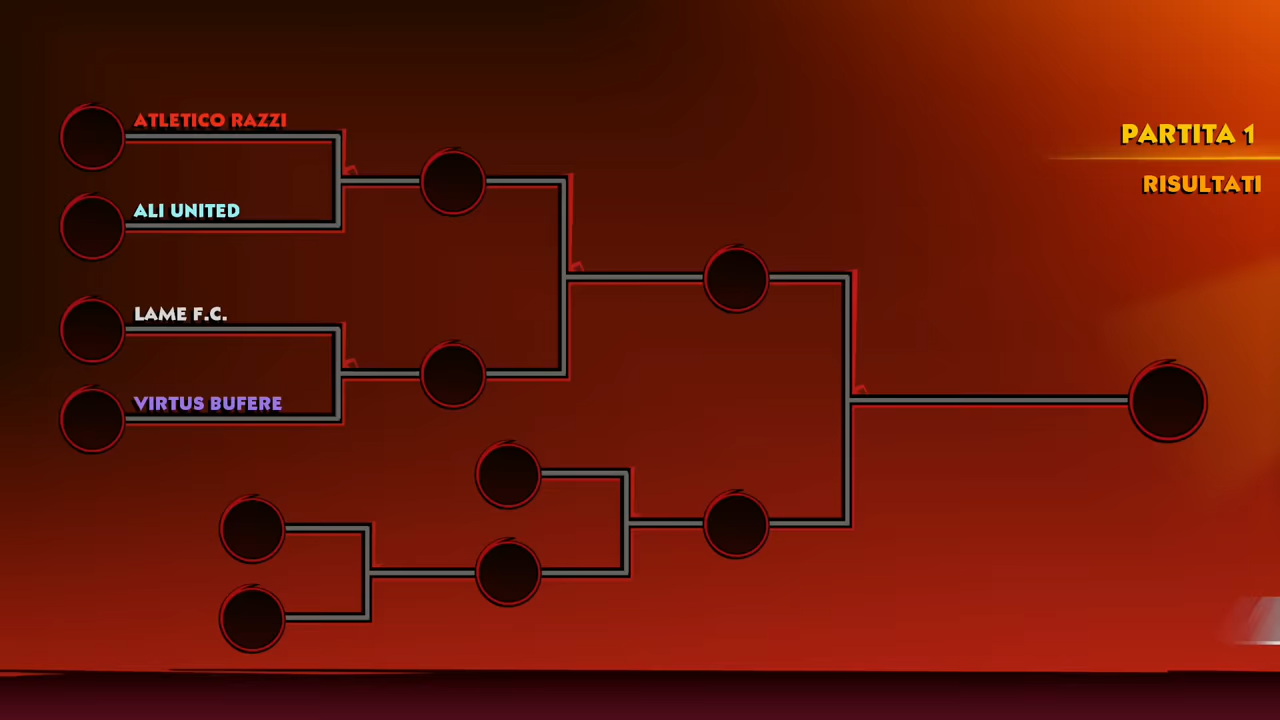 ATLETICO RAZZI
ALI UNITED
LAME F.C.
VIRTUS BUFERE
PARTITA 1
RISULTATI